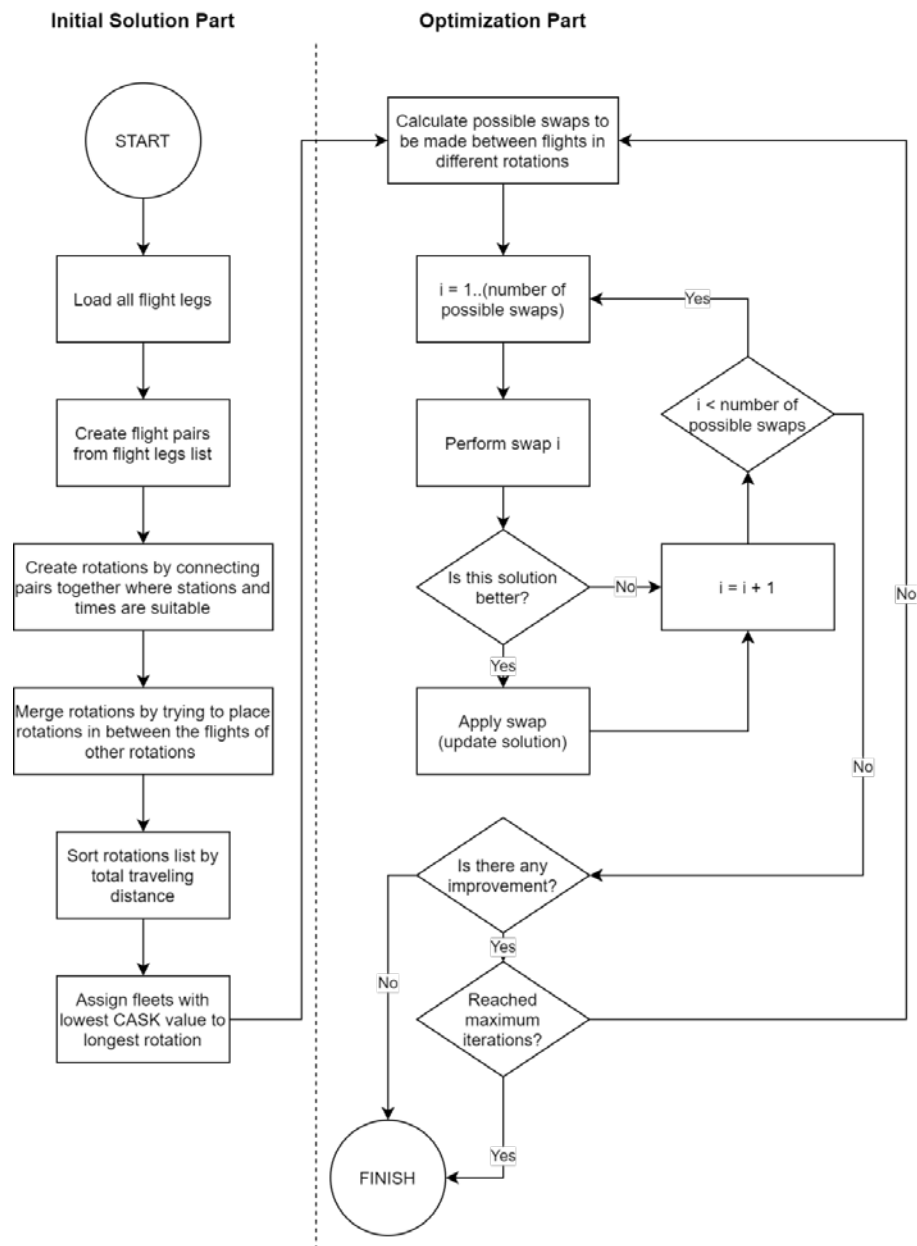 Initial Solution Part
Optimization Part
START
Load all flight legs
Create flight pairs
from flight legs list
Create rotations by connecting
pairs together where stations and
times are suitable
Merge rotations by trying to place
rotations in between the flights of
other rotations
Sort rotations list by
total traveling
distance
Assign fleets with
lowest CASK value to
longest rotation
Calculate possible swaps to
be made between flights in
different rotations
i = 1..(number of
possible swaps)
Yes
i < number of
possible swaps
Perform swap i
Is this solution
better?
No
i = i + 1
No
Yes
Apply swap
(update solution)
No
Is there any
improvement?
Yes
No
Reached
maximum
iterations?
Yes
FINISH